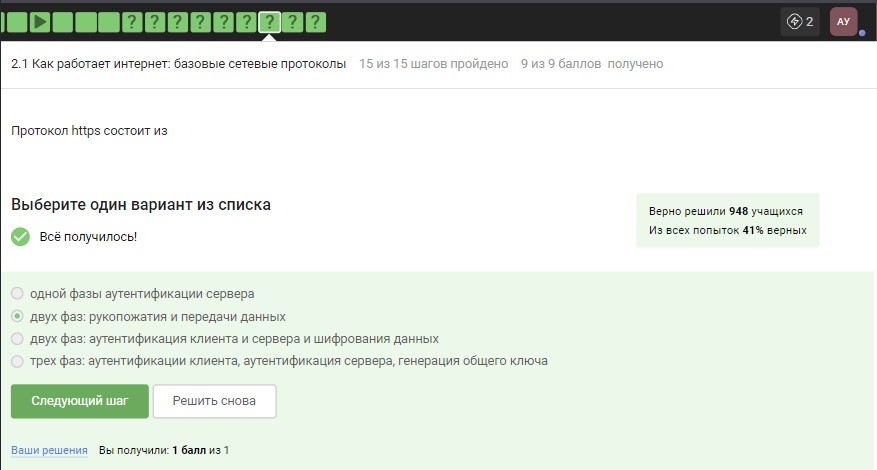 ? ? ? ? ? ? ? ? ? 2 АУ
2.1 Как работает интернет: базовые сетевые протоколы 15 из 15 шагов пройдено 9 из 9 баллов получено
Протокол https состоит из
Выберите один вариант из списка
Всё получилось!
Верно решили 948 учащихся
Из всех попыток 41% верных
одной фазы аутентификации сервера
двух фаз: рукопожатия и передачи данных
двух фаз: аутентификация клиента и сервера и шифрования данных
трех фаз: аутентификации клиента, аутентификация сервера, генерация общего ключа
Следующий шаг Решить снова
Ваши решения Вы получили: 1 балл из 1